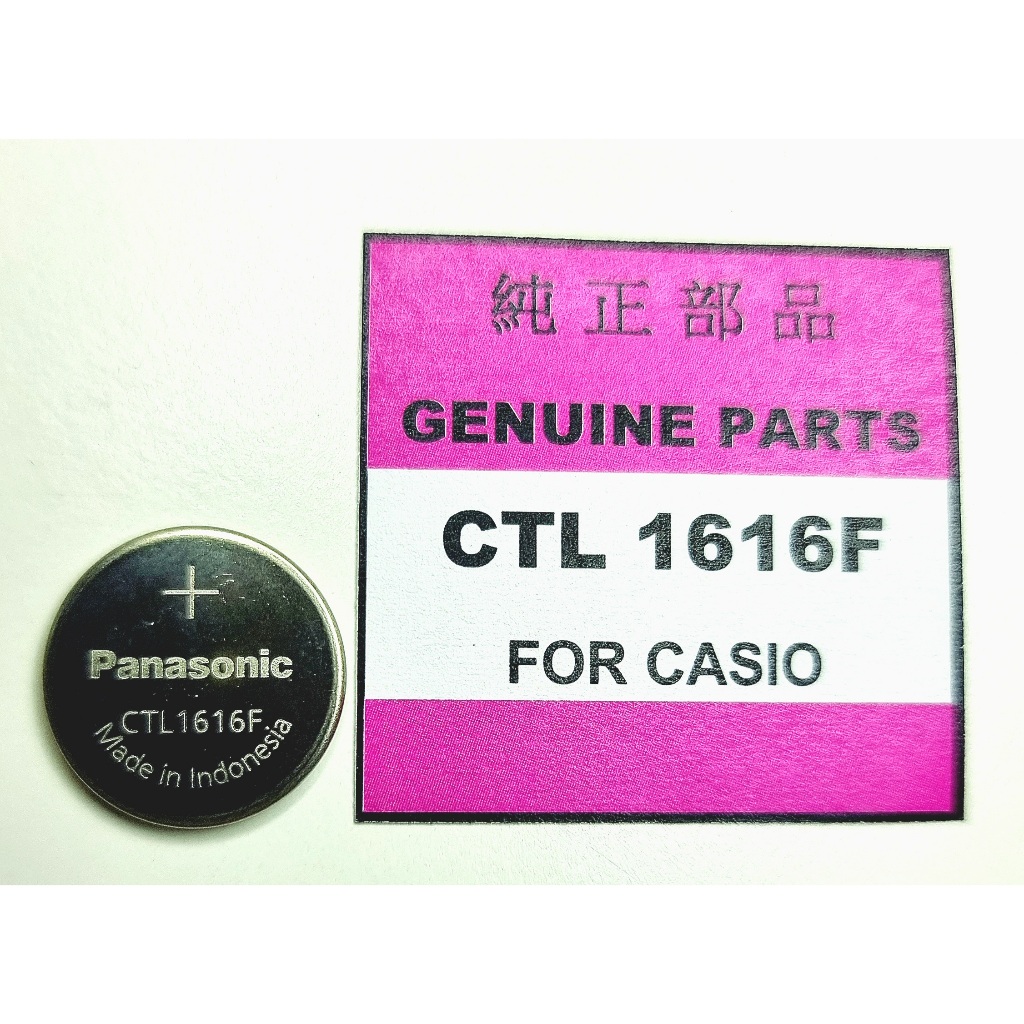 純正部品
GENUINE PARTS
CTL 1616F
FOR CASIO
+
Panasonic
CTL1616F
Made in Indonesia